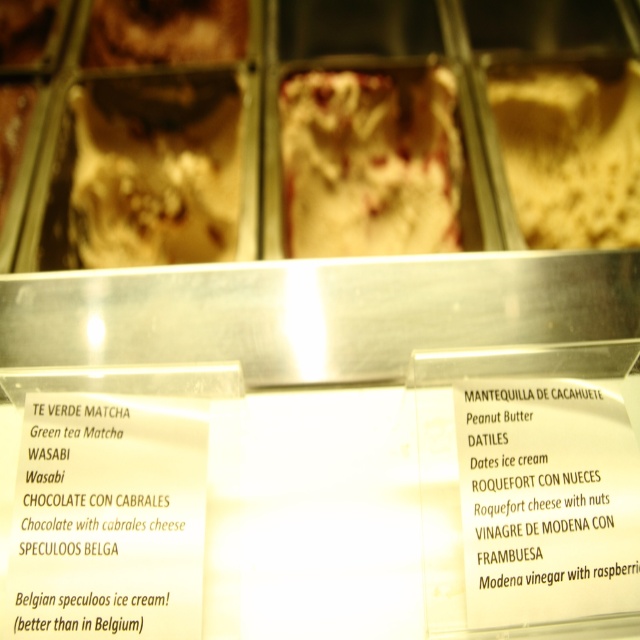 TE VERDE MATCHA
Green tea Matcha
WASABI
Wasabi
CHOCOLATE CON CABRALES
Chocolate with cabrales cheese
SPECULOOS BELGA
Belgian speculoos ice cream!
(better than in Belgium)
MANTEQUILLA DE CACAHUETE
Peanut Butter
DATILES
Dates ice cream
ROQUEFORT CON NUECES
Roquefort cheese with nuts
VINAGRE DE MODENA CON
FRAMBUESA
Modena vinegar with raspberri